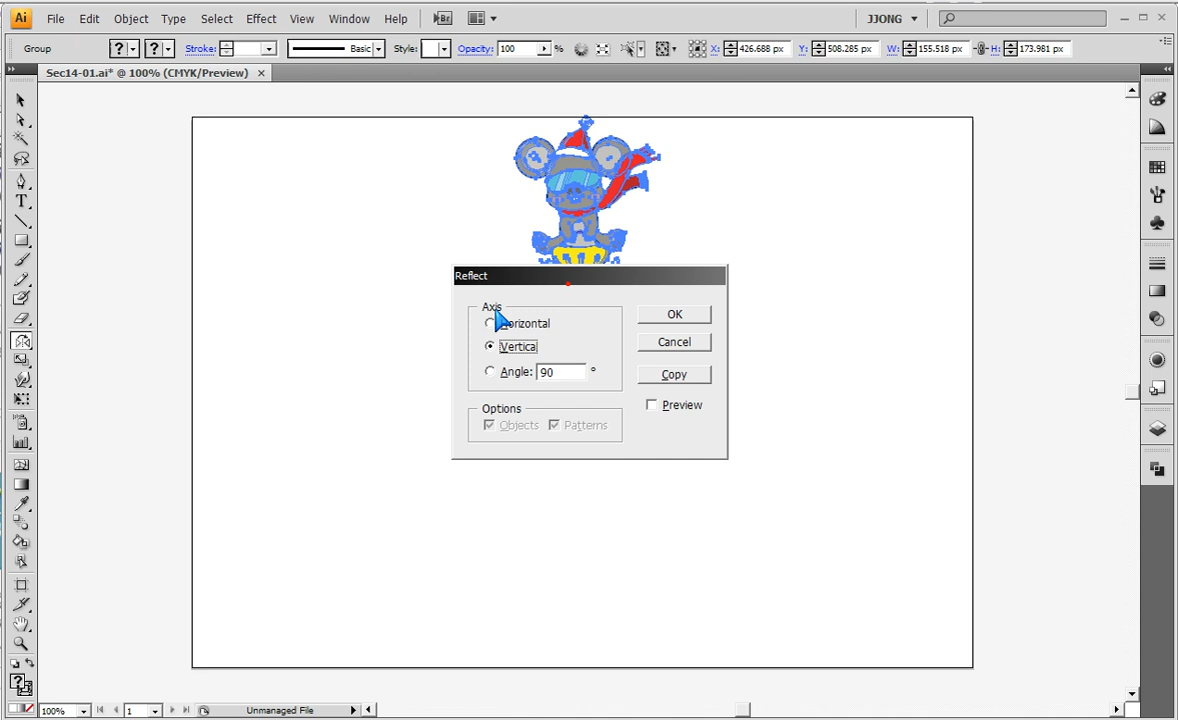 Ai File Edit Object Type Select Effect View Window Help Br JJONG
Group Stroke: Basic Style: Opacity: 100 % X: 426.688 px Y: 508.285 px W: 155.518 px H: 173.981 px
Sec14-01.ai* @ 100% (CMYK/Preview)
Reflect
Axis
Horizontal
OK
Vertical
Cancel
Angle: 90 °
Copy
Options
Preview
Objects Patterns
100% 1 Unmanaged File